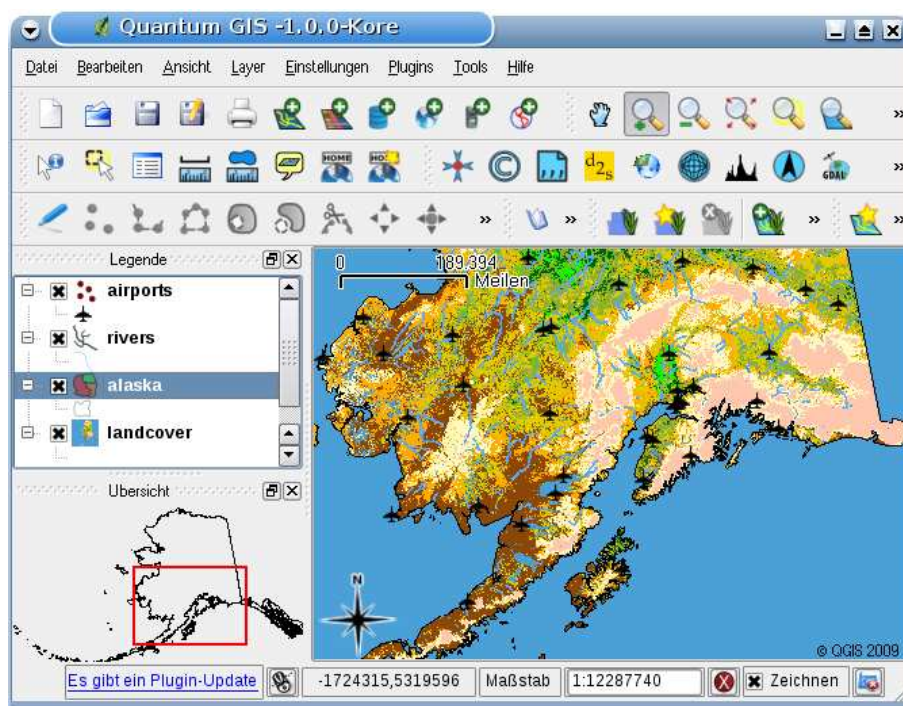 Quantum GIS -1.0.0-Kore
Datei Bearbeiten Ansicht Layer Einstellungen Plugins Tools Hilfe
»
HOME
d2s
GDAL
»
» » » 
Legende
airports
rivers
alaska
landcover
Übersicht
0 189.394
Meilen
N
© QGIS 2009
Es gibt ein Plugin-Update -1724315,5319596 Maßstab 1:12287740 Zeichnen